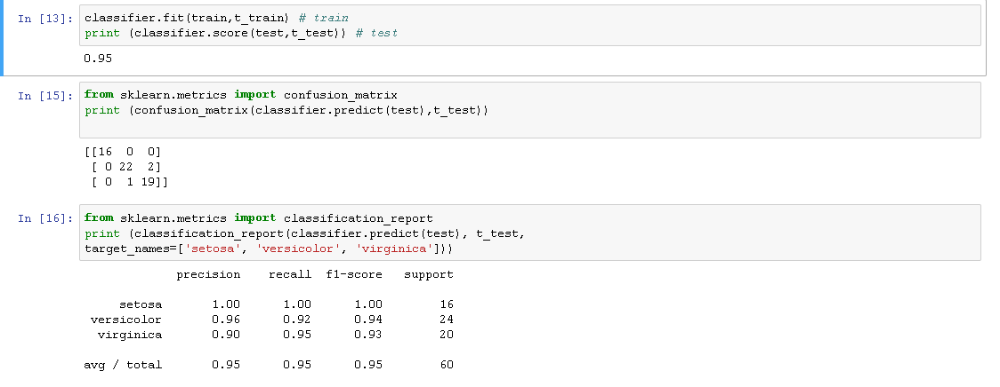 In [13]: classifier.fit(train,t_train) # train
print (classifier.score(test,t_test)) # test
0.95
In [15]: from sklearn.metrics import confusion_matrix
print (confusion_matrix(classifier.predict(test),t_test))
[[16  0  0]
 [ 0 22  2]
 [ 0  1 19]]
In [16]: from sklearn.metrics import classification_report
print (classification_report(classifier.predict(test), t_test,
target_names=['setosa', 'versicolor', 'virginica']))
precision    recall  f1-score   support
setosa       1.00      1.00      1.00        16
versicolor       0.96      0.92      0.94        24
virginica       0.90      0.95      0.93        20
avg / total       0.95      0.95      0.95        60